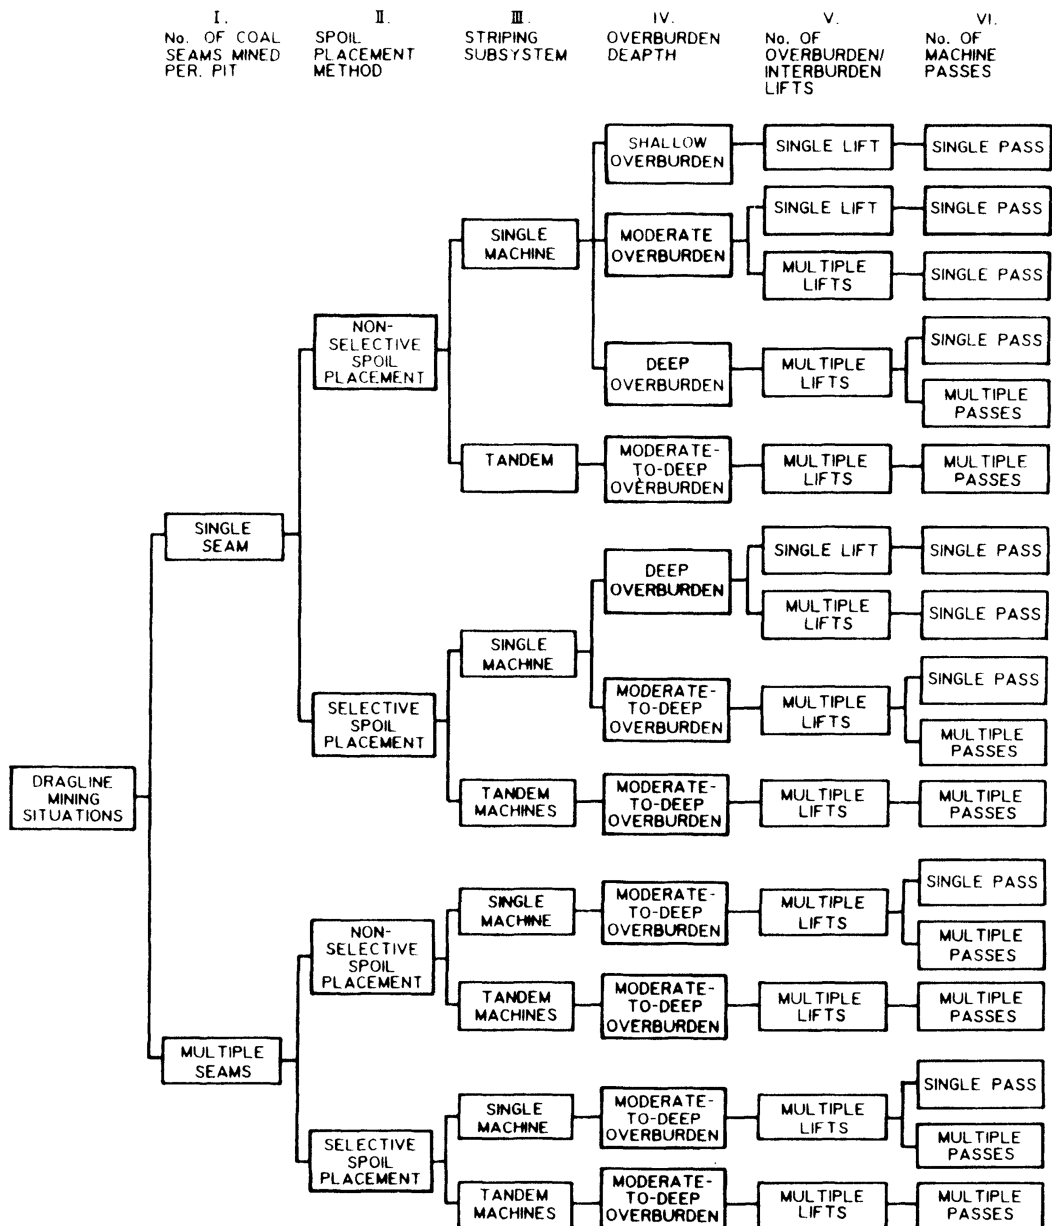 I.
No. OF COAL
SEAMS MINED
PER. PIT
II.
SPOIL
PLACEMENT
METHOD
III.
STRIPING
SUBSYSTEM
IV.
OVERBURDEN
DEAPTH
V.
No. OF
OVERBURDEN/
INTERBURDEN
LIFTS
VI.
No. OF
MACHINE
PASSES
SHALLOW
OVERBURDEN
SINGLE LIFT
SINGLE PASS
SINGLE
MACHINE
MODERATE
OVERBURDEN
SINGLE LIFT
SINGLE PASS
MULTIPLE
LIFTS
SINGLE PASS
NON-
SELECTIVE
SPOIL
PLACEMENT
DEEP
OVERBURDEN
MULTIPLE
LIFTS
SINGLE PASS
MULTIPLE
PASSES
TANDEM
MODERATE-
TO-DEEP
OVERBURDEN
MULTIPLE
LIFTS
MULTIPLE
PASSES
SINGLE
SEAM
DEEP
OVERBURDEN
SINGLE LIFT
SINGLE PASS
MULTIPLE
LIFTS
SINGLE PASS
SINGLE
MACHINE
SELECTIVE
SPOIL
PLACEMENT
MODERATE-
TO-DEEP
OVERBURDEN
MULTIPLE
LIFTS
SINGLE PASS
MULTIPLE
PASSES
DRAGLINE
MINING
SITUATIONS
TANDEM
MACHINES
MODERATE-
TO-DEEP
OVERBURDEN
MULTIPLE
LIFTS
MULTIPLE
PASSES
NON-
SELECTIVE
SPOIL
PLACEMENT
SINGLE
MACHINE
MODERATE-
TO-DEEP
OVERBURDEN
MULTIPLE
LIFTS
SINGLE PASS
MULTIPLE
PASSES
TANDEM
MACHINES
MODERATE-
TO-DEEP
OVERBURDEN
MULTIPLE
LIFTS
MULTIPLE
PASSES
MULTIPLE
SEAMS
SELECTIVE
SPOIL
PLACEMENT
SINGLE
MACHINE
MODERATE-
TO-DEEP
OVERBURDEN
MULTIPLE
LIFTS
SINGLE PASS
MULTIPLE
PASSES
TANDEM
MACHINES
MODERATE-
TO-DEEP
OVERBURDEN
MULTIPLE
LIFTS
MULTIPLE
PASSES